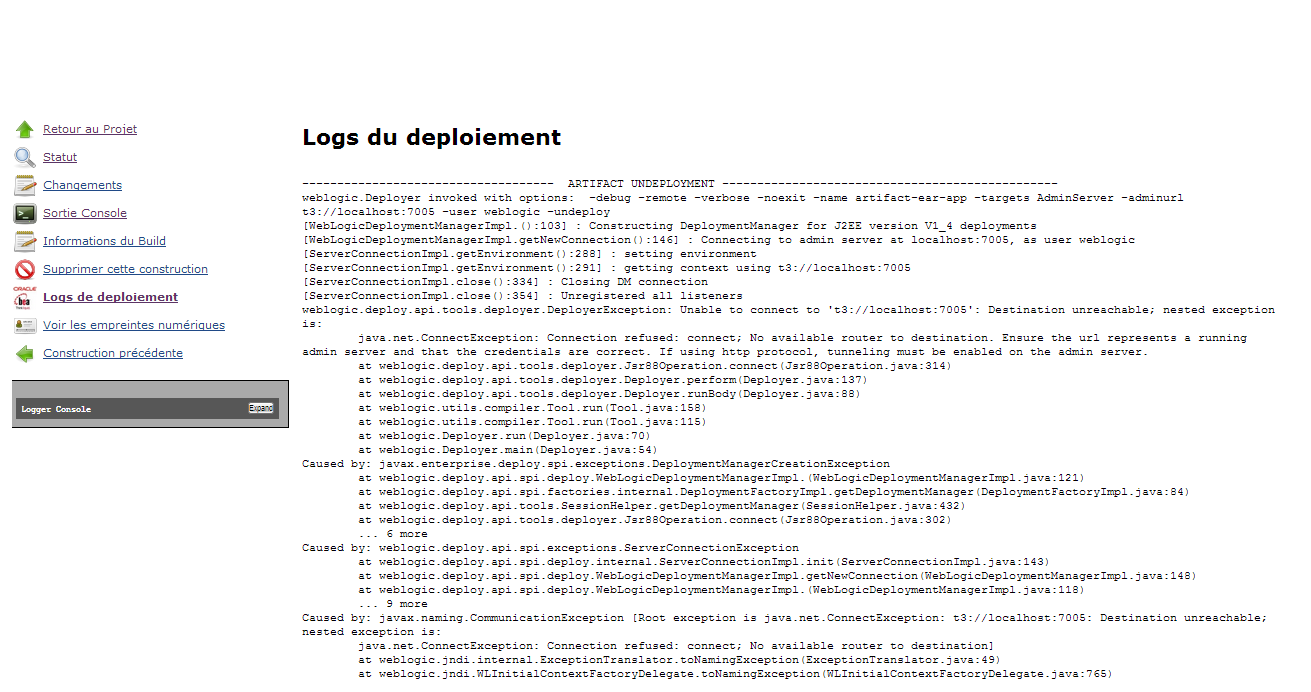 Retour au Projet
Statut
Changements
Sortie Console
Informations du Build
Supprimer cette construction
ORACLE
bea
Logs de deploiement
Voir les empreintes numériques
Construction précédente
Logger Console
Expand
Logs du deploiement
------------------------------------ ARTIFACT UNDEPLOYMENT ------------------------------------------------
weblogic.Deployer invoked with options: -debug -remote -verbose -noexit -name artifact-ear-app -targets AdminServer -adminurl
t3://localhost:7005 -user weblogic -undeploy
[WebLogicDeploymentManagerImpl.():103] : Constructing DeploymentManager for J2EE version V1_4 deployments
[WebLogicDeploymentManagerImpl.getNewConnection():146] : Connecting to admin server at localhost:7005, as user weblogic
[ServerConnectionImpl.getEnvironment():288] : setting environment
[ServerConnectionImpl.getEnvironment():291] : getting context using t3://localhost:7005
[ServerConnectionImpl.close():334] : Closing DM connection
[ServerConnectionImpl.close():354] : Unregistered all listeners
weblogic.deploy.api.tools.deployer.DeployerException: Unable to connect to 't3://localhost:7005': Destination unreachable; nested exception
is:
java.net.ConnectException: Connection refused: connect; No available router to destination. Ensure the url represents a running
admin server and that the credentials are correct. If using http protocol, tunneling must be enabled on the admin server.
at weblogic.deploy.api.tools.deployer.Jsr88Operation.connect(Jsr88Operation.java:314)
at weblogic.deploy.api.tools.deployer.Deployer.perform(Deployer.java:137)
at weblogic.deploy.api.tools.deployer.Deployer.runBody(Deployer.java:88)
at weblogic.utils.compiler.Tool.run(Tool.java:158)
at weblogic.utils.compiler.Tool.run(Tool.java:115)
at weblogic.Deployer.run(Deployer.java:70)
at weblogic.Deployer.main(Deployer.java:54)
Caused by: javax.enterprise.deploy.spi.exceptions.DeploymentManagerCreationException
at weblogic.deploy.api.spi.deploy.WebLogicDeploymentManagerImpl.(WebLogicDeploymentManagerImpl.java:121)
at weblogic.deploy.api.spi.factories.internal.DeploymentFactoryImpl.getDeploymentManager(DeploymentFactoryImpl.java:84)
at weblogic.deploy.api.tools.SessionHelper.getDeploymentManager(SessionHelper.java:432)
at weblogic.deploy.api.tools.deployer.Jsr88Operation.connect(Jsr88Operation.java:302)
... 6 more
Caused by: weblogic.deploy.api.spi.exceptions.ServerConnectionException
at weblogic.deploy.api.spi.deploy.internal.ServerConnectionImpl.init(ServerConnectionImpl.java:143)
at weblogic.deploy.api.spi.deploy.WebLogicDeploymentManagerImpl.getNewConnection(WebLogicDeploymentManagerImpl.java:148)
at weblogic.deploy.api.spi.deploy.WebLogicDeploymentManagerImpl.(WebLogicDeploymentManagerImpl.java:118)
... 9 more
Caused by: javax.naming.CommunicationException [Root exception is java.net.ConnectException: t3://localhost:7005: Destination unreachable;
nested exception is:
java.net.ConnectException: Connection refused: connect; No available router to destination]
at weblogic.jndi.internal.ExceptionTranslator.toNamingException(ExceptionTranslator.java:49)
at weblogic.jndi.WLInitialContextFactoryDelegate.toNamingException(WLInitialContextFactoryDelegate.java:765)